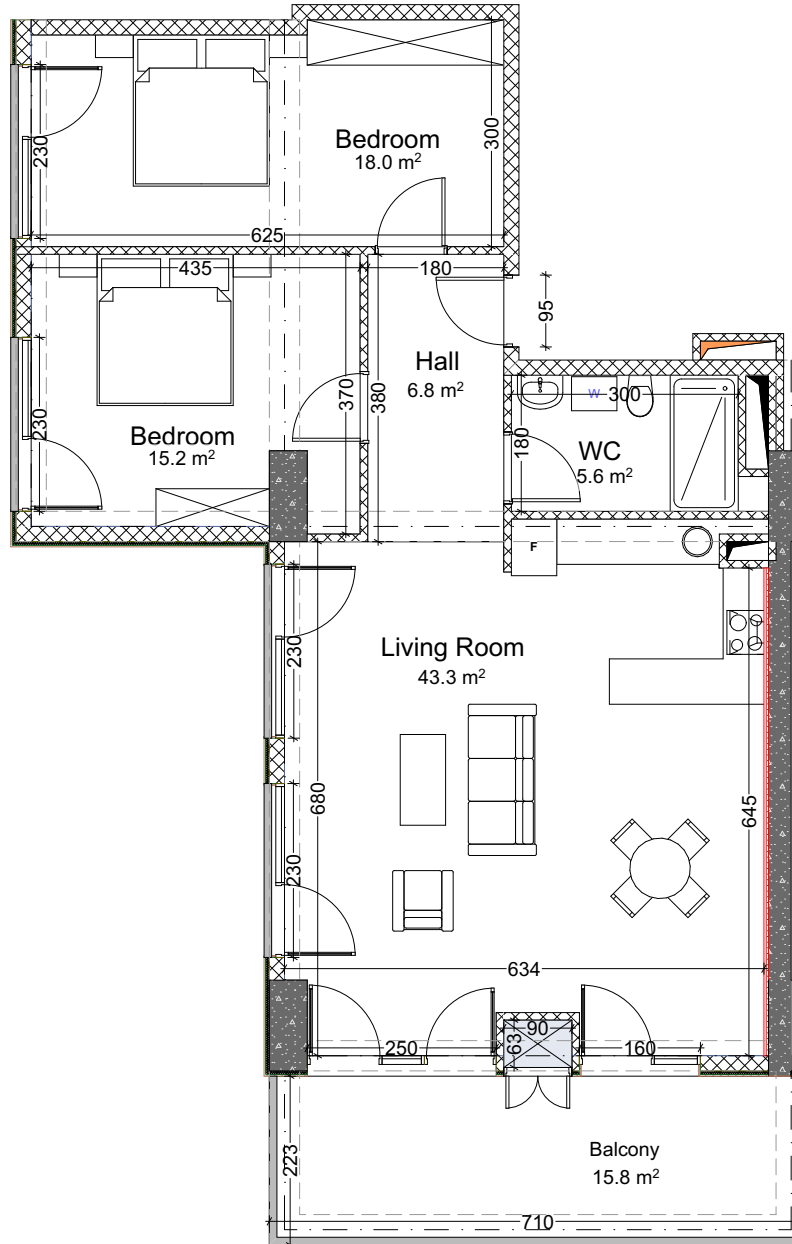 300
Bedroom
18.0 m²
230
625
435
180
95
Hall
6.8 m²
370
380
W
300
180
WC
5.6 m²
230
Bedroom
15.2 m²
F
Living Room
43.3 m²
230
680
645
230
634
90
63
250
160
Balcony
15.8 m²
223
710